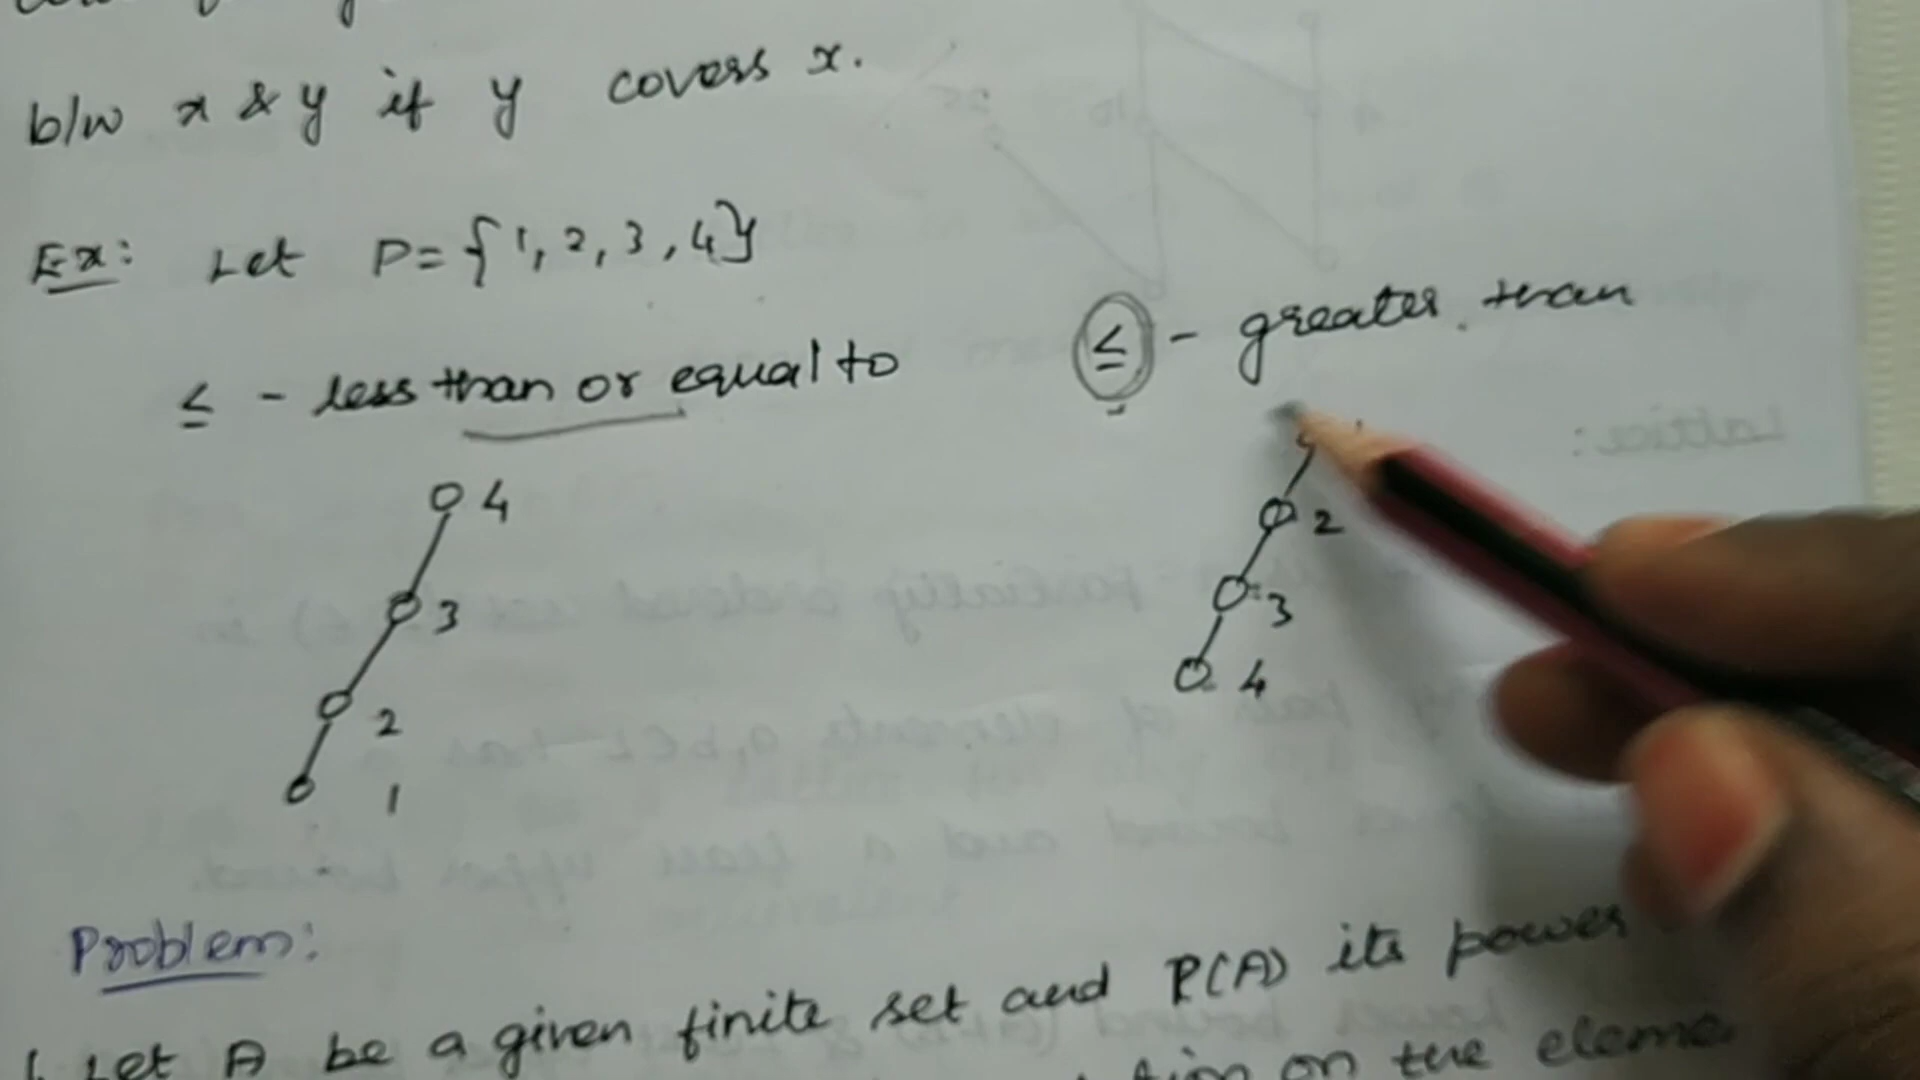 b/w x & y if y covers x.
Ex: Let P = {1, 2, 3, 4}
≤ - less than or equal to
≤ - greater than
4
3
2
1
2
3
4
Problem:
1. Let A be a given finite set and P(A) its power
on the eleme